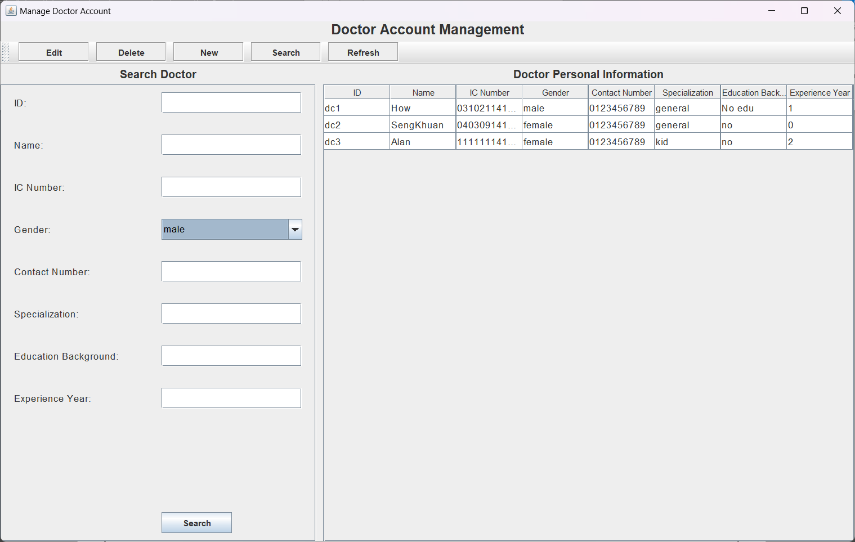 Manage Doctor Account
Doctor Account Management
Edit Delete New Search Refresh
Search Doctor
ID:
Name:
IC Number:
Gender: male
Contact Number:
Specialization:
Education Background:
Experience Year:
Search
Doctor Personal Information
ID Name IC Number Gender Contact Number Specialization Education Back... Experience Year
dc1 How 031021141... male 0123456789 general No edu 1
dc2 SengKhuan 040309141... female 0123456789 general no 0
dc3 Alan 111111141... female 0123456789 kid no 2